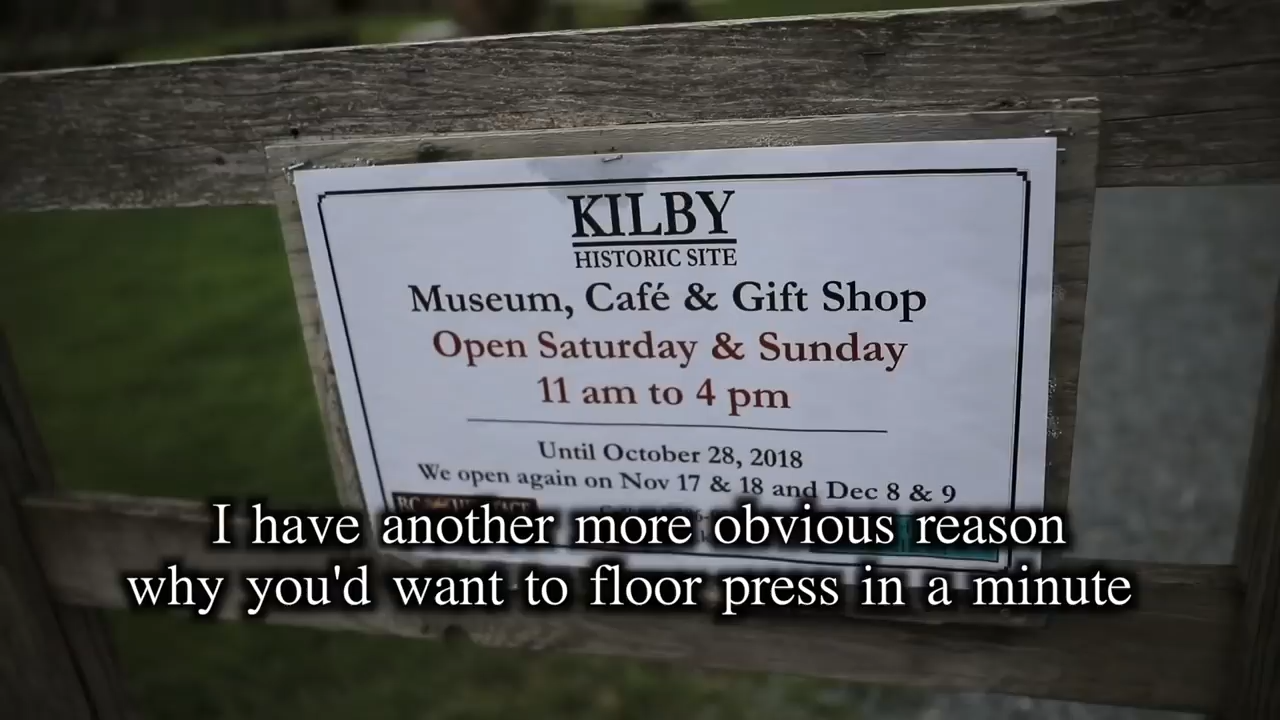 KILBY
HISTORIC SITE
Museum, Café & Gift Shop
Open Saturday & Sunday
11 am to 4 pm
Until October 28, 2018
We open again on Nov 17 & 18 and Dec 8 & 9
I have another more obvious reason
why you'd want to floor press in a minute